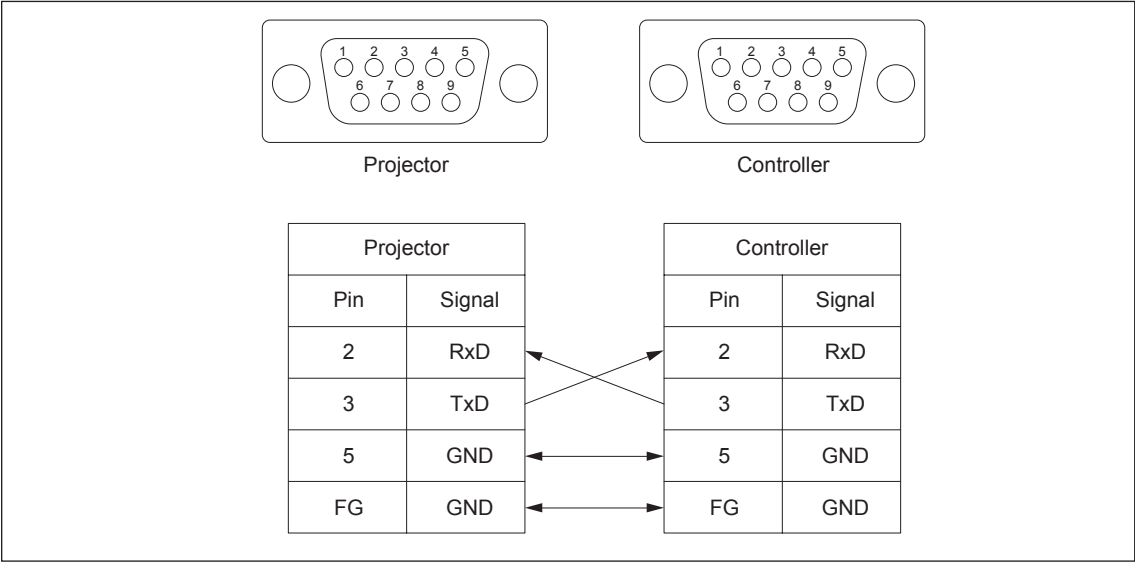 1 2 3 4 5 1 2 3 4 5
6 7 8 9 6 7 8 9
Projector Controller
Projector Controller
Pin Signal Pin Signal
2 RxD 2 RxD
3 TxD 3 TxD
5 GND 5 GND
FG GND FG GND